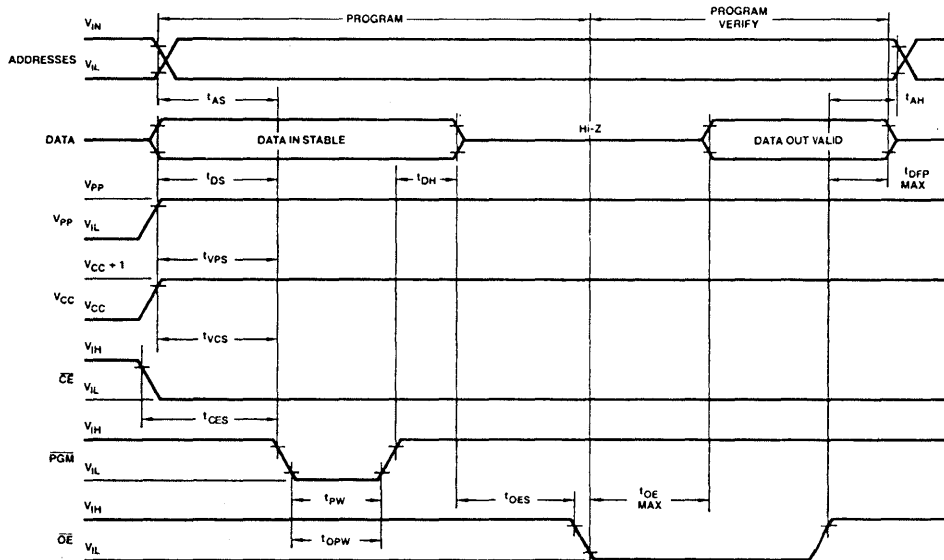 PROGRAM
PROGRAM
VERIFY
VIN
ADDRESSES
VIL
tAS
tAH
DATA
DATA IN STABLE
Hi-Z
DATA OUT VALID
tDS
tDH
tDFP
MAX
VPP
VPP
VIL
tVPS
VCC + 1
VCC
VCC
tVCS
VIH
CE
VIL
tCES
VIH
PGM
VIL
tPW
tOES
tOE
MAX
VIH
tOPW
OE
VIL